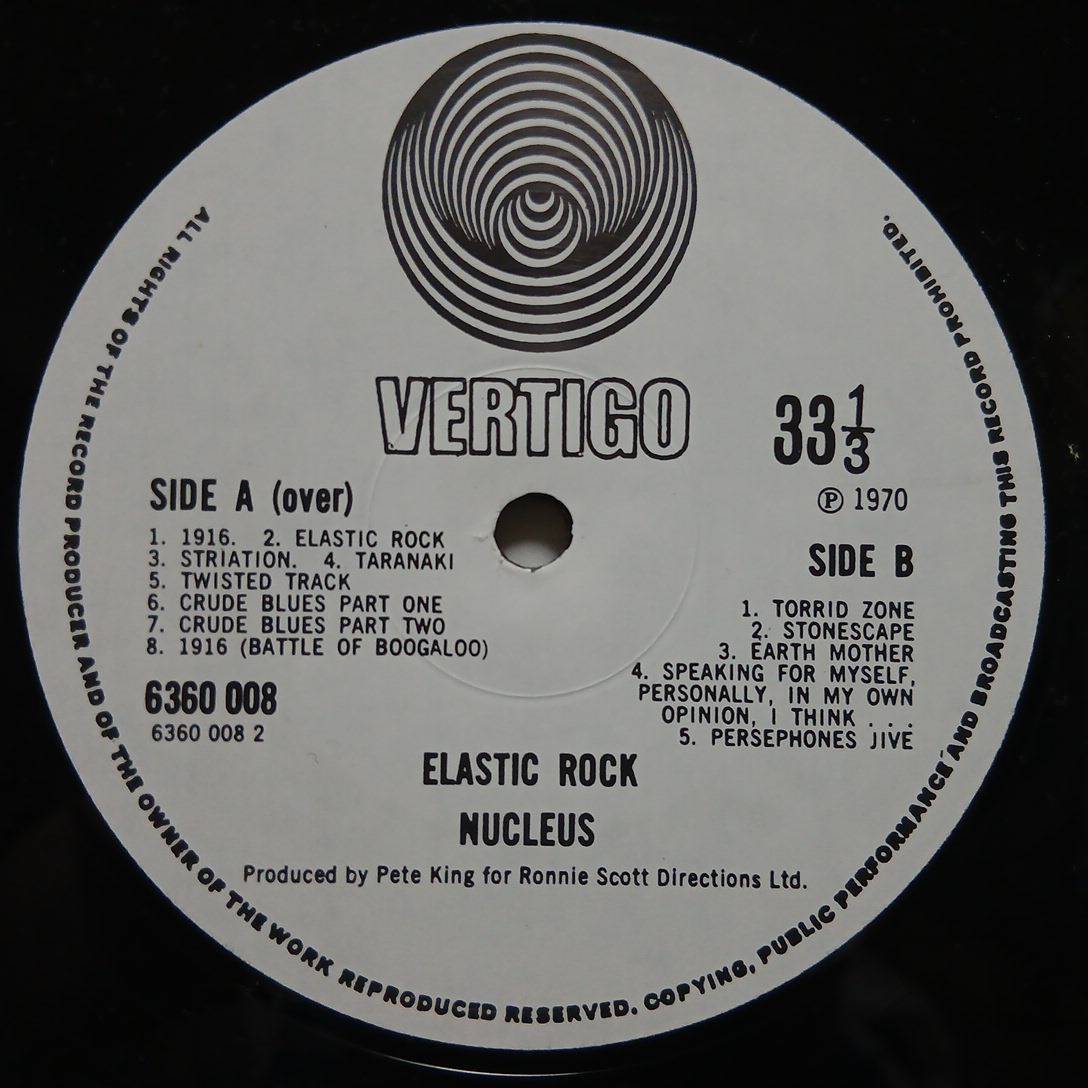 VERTIGO
33 1/3
℗ 1970
SIDE A (over)
1. 1916. 2. ELASTIC ROCK
3. STRIATION. 4. TARANAKI
5. TWISTED TRACK
6. CRUDE BLUES PART ONE
7. CRUDE BLUES PART TWO
8. 1916 (BATTLE OF BOOGALOO)
6360 008
6360 008 2
SIDE B
1. TORRID ZONE
2. STONESCAPE
3. EARTH MOTHER
4. SPEAKING FOR MYSELF,
PERSONALLY, IN MY OWN
OPINION, I THINK . . .
5. PERSEPHONES JIVE
ELASTIC ROCK
NUCLEUS
Produced by Pete King for Ronnie Scott Directions Ltd.
ALL RIGHTS OF THE RECORD PRODUCER AND OF THE OWNER OF THE WORK REPRODUCED RESERVED. COPYING, PUBLIC PERFORMANCE AND BROADCASTING THIS RECORD PROHIBITED.